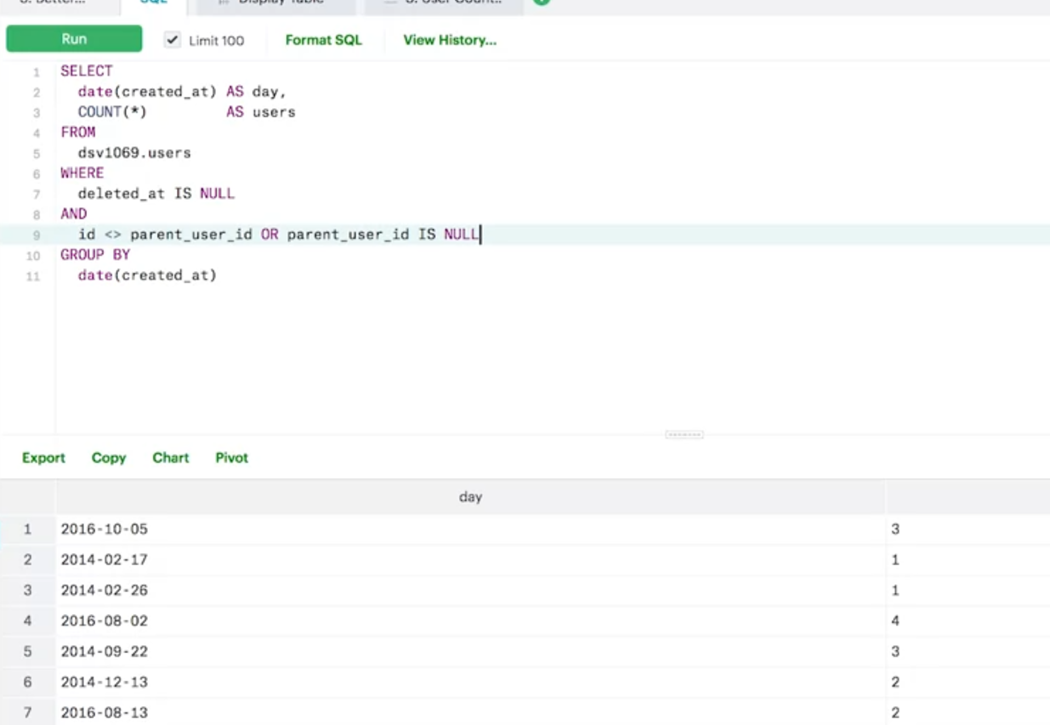 SQL
Display Table
Run
Limit 100
Format SQL
View History...
1 SELECT
2 date(created_at) AS day,
3 COUNT(*) AS users
4 FROM
5 dsv1069.users
6 WHERE
7 deleted_at IS NULL
8 AND
9 id <> parent_user_id OR parent_user_id IS NULL
10 GROUP BY
11 date(created_at)
Export Copy Chart Pivot
day
1 2016-10-05 3
2 2014-02-17 1
3 2014-02-26 1
4 2016-08-02 4
5 2014-09-22 3
6 2014-12-13 2
7 2016-08-13 2